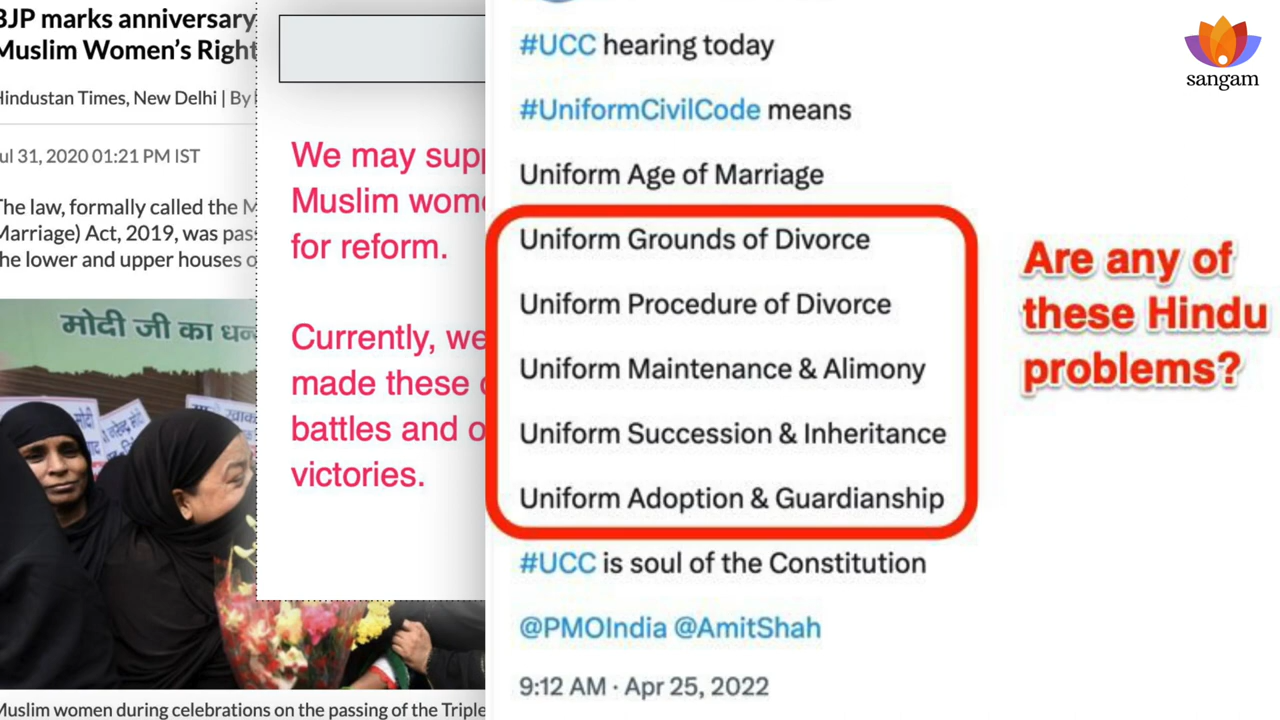 BJP marks anniversary
Muslim Women's Right
Hindustan Times, New Delhi | By
ul 31, 2020 01:21 PM IST
The law, formally called the M
Marriage) Act, 2019, was pas
he lower and upper houses o
मोदी जी का धन
मोदी
Muslim women during celebrations on the passing of the Triple
We may supp
Muslim wome
for reform.
Currently, we
made these
battles and o
victories.
#UCC hearing today
#UniformCivilCode means
Uniform Age of Marriage
Uniform Grounds of Divorce
Uniform Procedure of Divorce
Uniform Maintenance & Alimony
Uniform Succession & Inheritance
Uniform Adoption & Guardianship
#UCC is soul of the Constitution
@PMOIndia @AmitShah
9:12 AM · Apr 25, 2022
Are any of
these Hindu
problems?
sangam